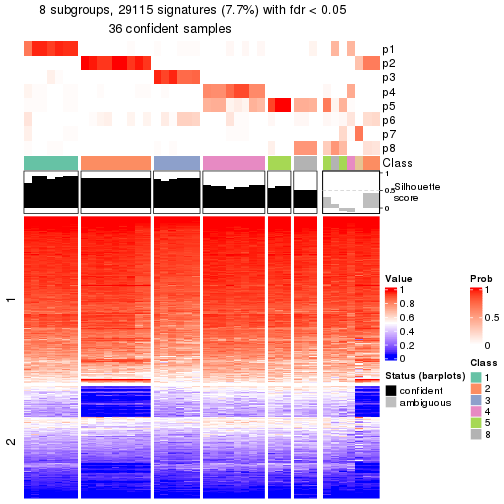 8 subgroups, 29115 signatures (7.7%) with fdr < 0.05
36 confident samples
p1
p2
p3
p4
p5
p6
p7
p8
Class
1
0.5
0
Silhouette
score
1
2
Value
1
0.8
0.6
0.4
0.2
0
Prob
1
0.5
0
Status (barplots)
confident
ambiguous
Class
1
2
3
4
5
8